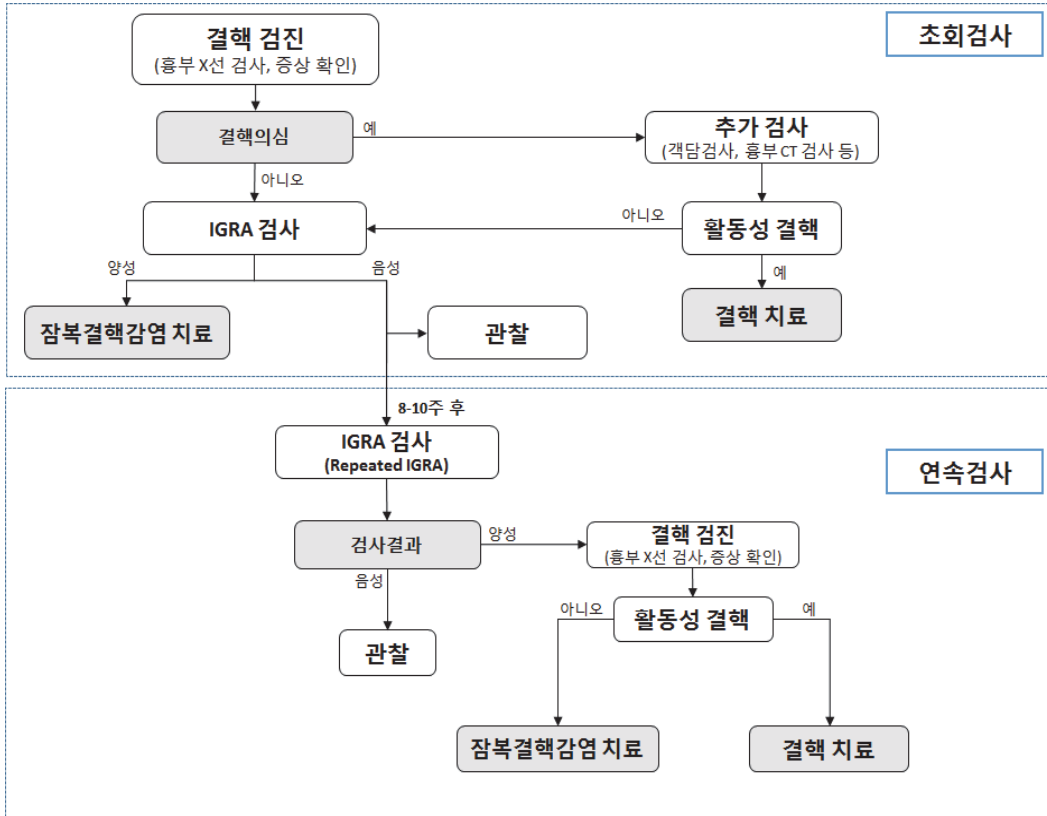 초회검사
결핵 검진
(흉부 X선 검사, 증상 확인)
결핵의심
예
추가 검사
(객담검사, 흉부 CT 검사 등)
아니오
IGRA 검사
아니오
활동성 결핵
양성
음성
예
잠복결핵감염 치료
관찰
결핵 치료
8-10주 후
IGRA 검사
(Repeated IGRA)
연속검사
검사결과
양성
결핵 검진
(흉부 X선 검사, 증상 확인)
음성
아니오
활동성 결핵
예
관찰
잠복결핵감염 치료
결핵 치료